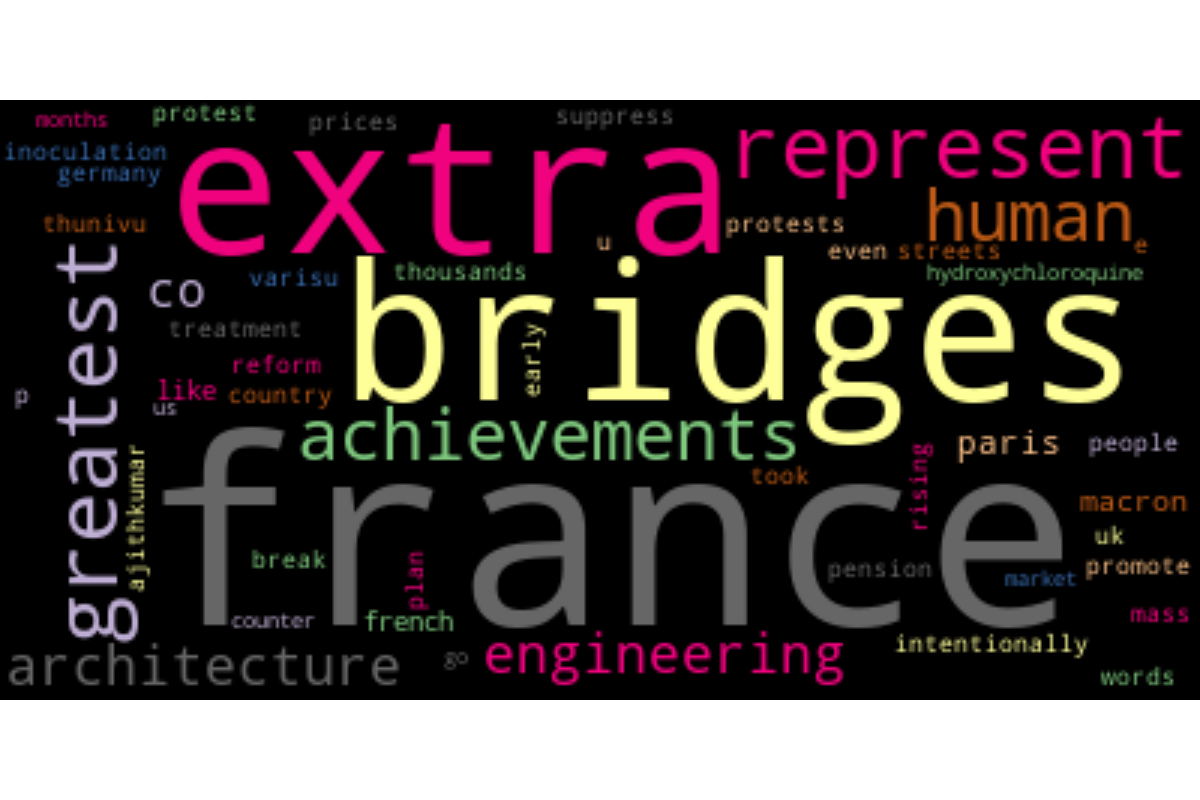 months
protest
prices
suppress
extra
represent
inoculation
germany
human
thunivu
protests
u
even
streets
e
greatest
varisu
thousands
hydroxychloroquine
co
bridges
treatment
early
reform
like
country
p
us
achievements
paris
people
rising
ajithkumar
took
france
macron
uk
break
plan
pension
market
promote
counter
french
mass
engineering
intentionally
architecture
go
words